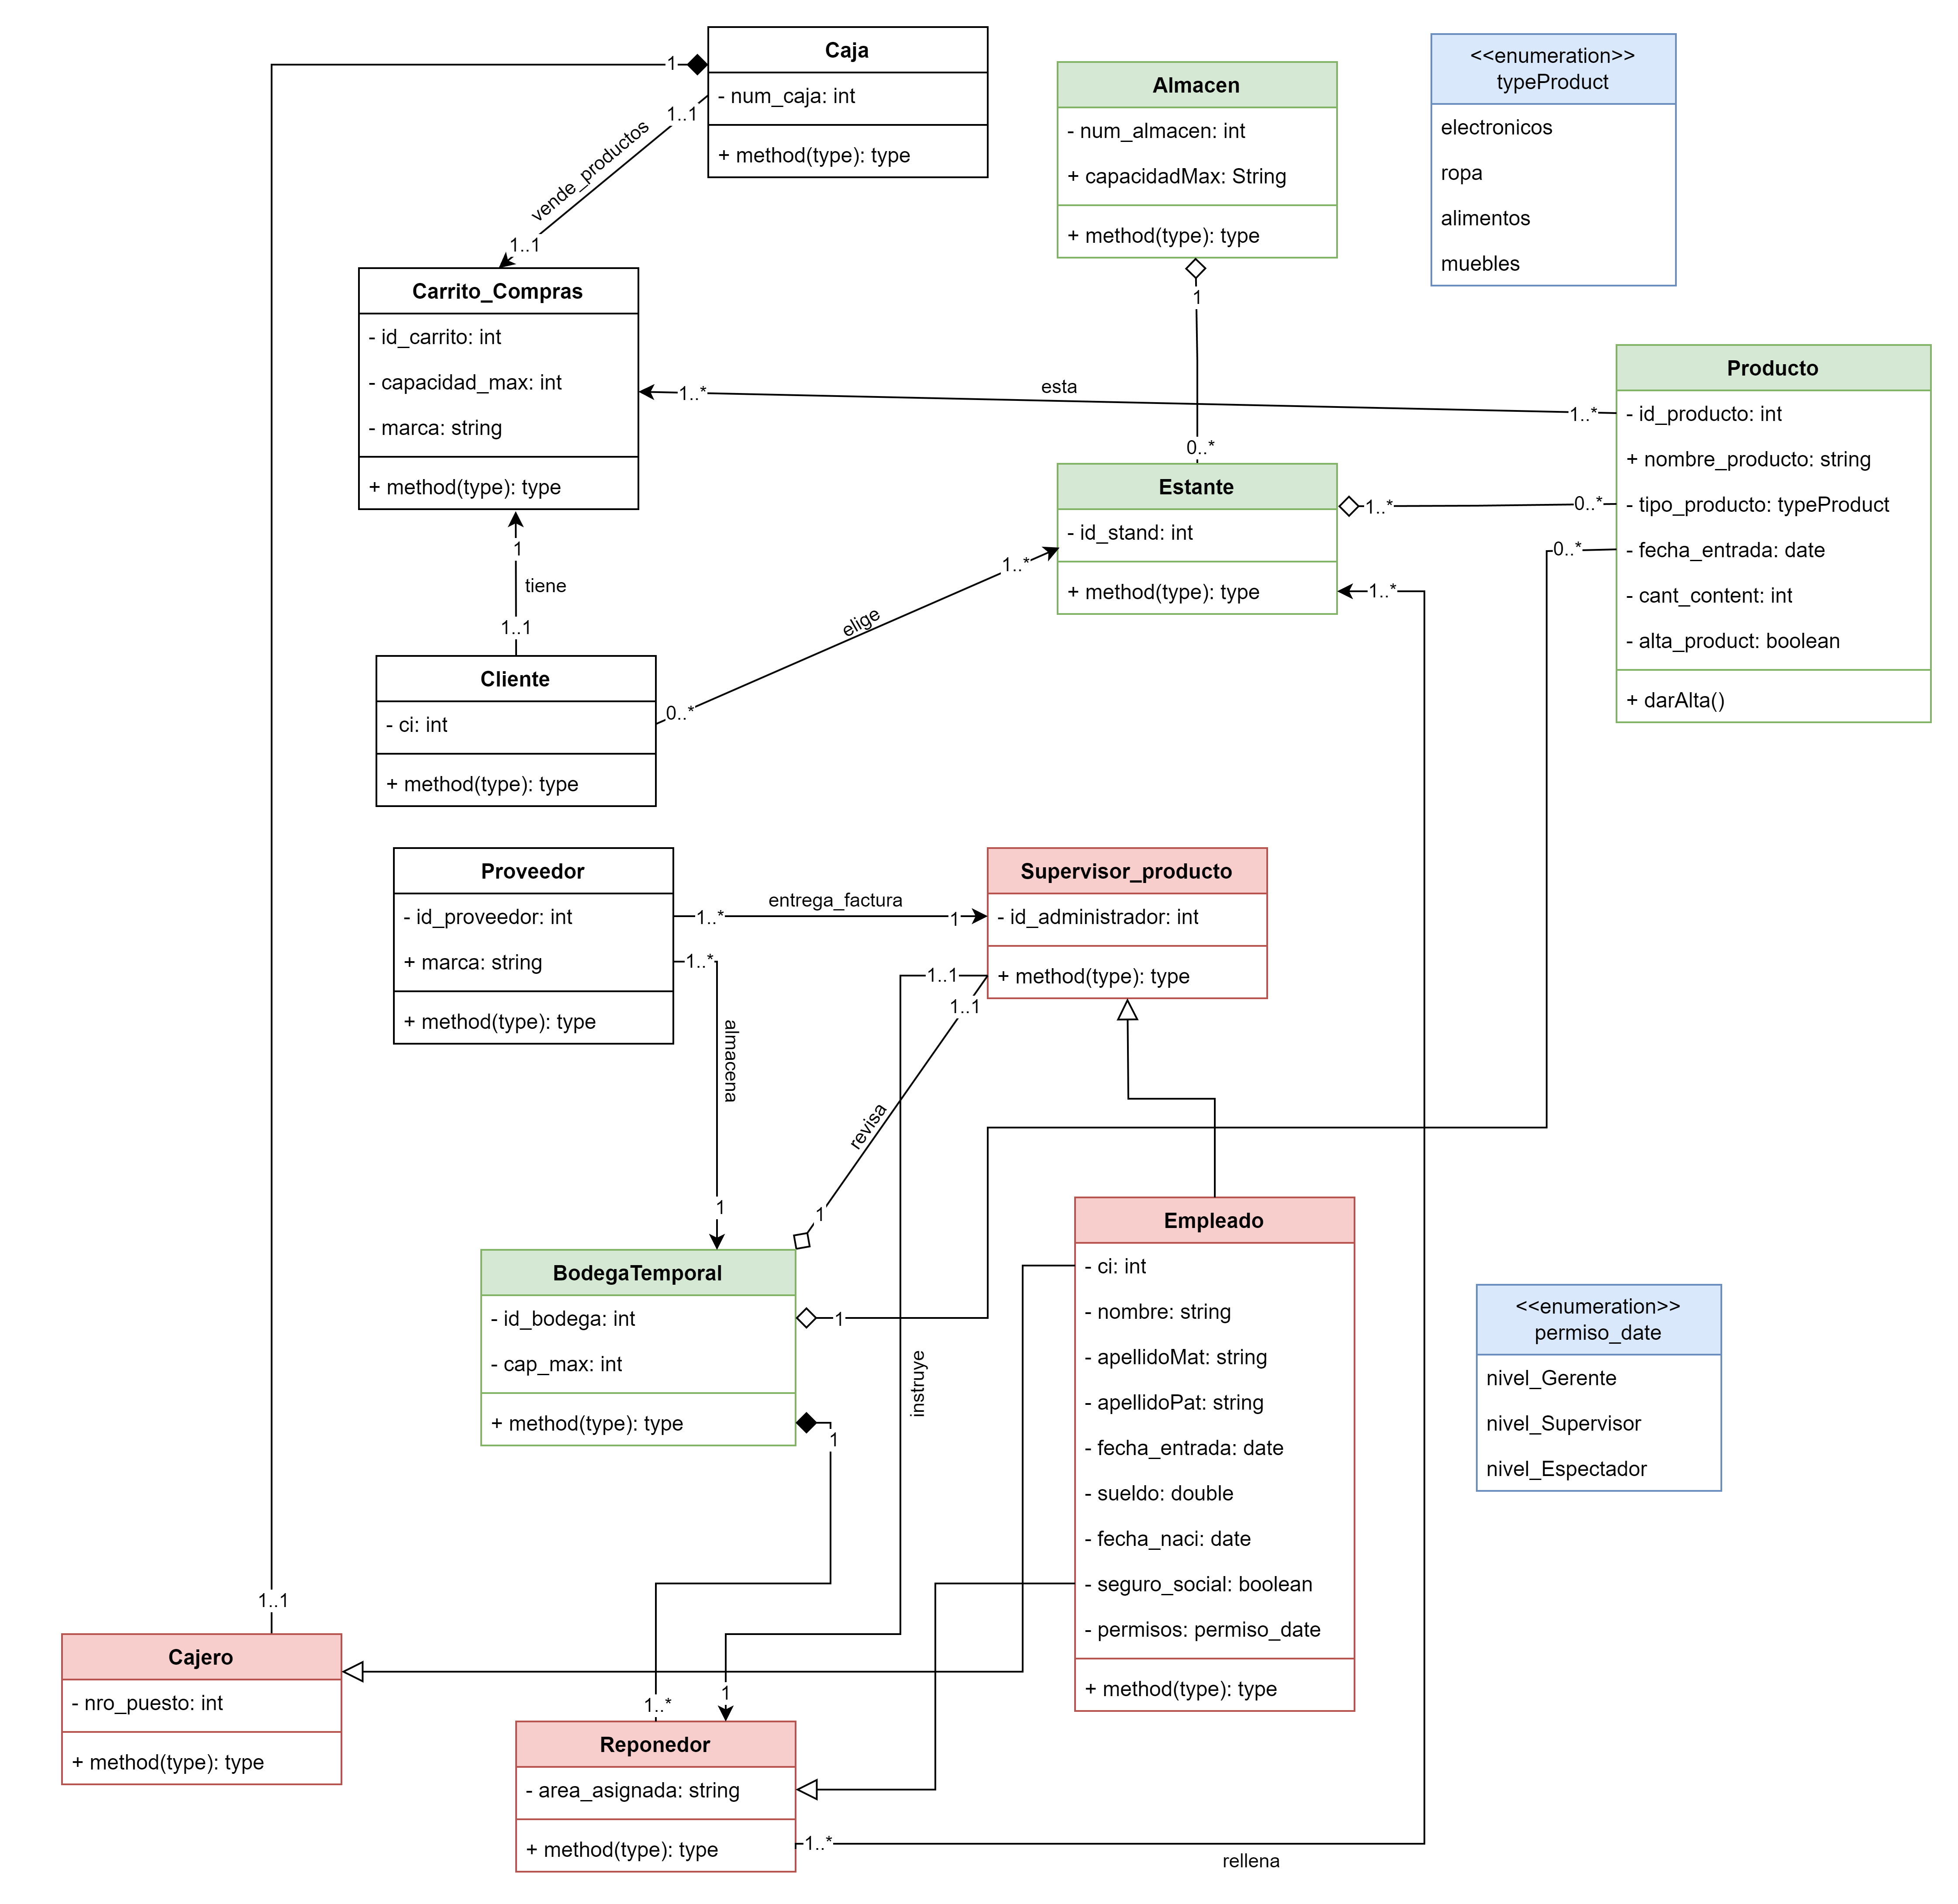 Caja
- num_caja: int
+ method(type): type
1
1..1
vende_productos
1..1
Almacen
- num_almacen: int
+ capacidadMax: String
+ method(type): type
1
0..*
<<enumeration>>
typeProduct
electronicos
ropa
alimentos
muebles
Carrito_Compras
- id_carrito: int
- capacidad_max: int
- marca: string
+ method(type): type
1..*
esta
1..*
Producto
- id_producto: int
+ nombre_producto: string
- tipo_producto: typeProduct
- fecha_entrada: date
- cant_content: int
- alta_product: boolean
+ darAlta()
Estante
- id_stand: int
+ method(type): type
1..*
0..*
0..*
1..*
1..*
1
tiene
1..1
elige
0..*
Cliente
- ci: int
+ method(type): type
Proveedor
- id_proveedor: int
+ marca: string
+ method(type): type
1..*
entrega_factura
1
1..*
almacena
1
Supervisor_producto
- id_administrador: int
+ method(type): type
1..1
1..1
revisa
1
BodegaTemporal
- id_bodega: int
- cap_max: int
+ method(type): type
1
1
instruye
Empleado
- ci: int
- nombre: string
- apellidoMat: string
- apellidoPat: string
- fecha_entrada: date
- sueldo: double
- fecha_naci: date
- seguro_social: boolean
- permisos: permiso_date
+ method(type): type
<<enumeration>>
permiso_date
nivel_Gerente
nivel_Supervisor
nivel_Espectador
1..1
Cajero
- nro_puesto: int
+ method(type): type
1..*
1
Reponedor
- area_asignada: string
+ method(type): type
1..*
rellena